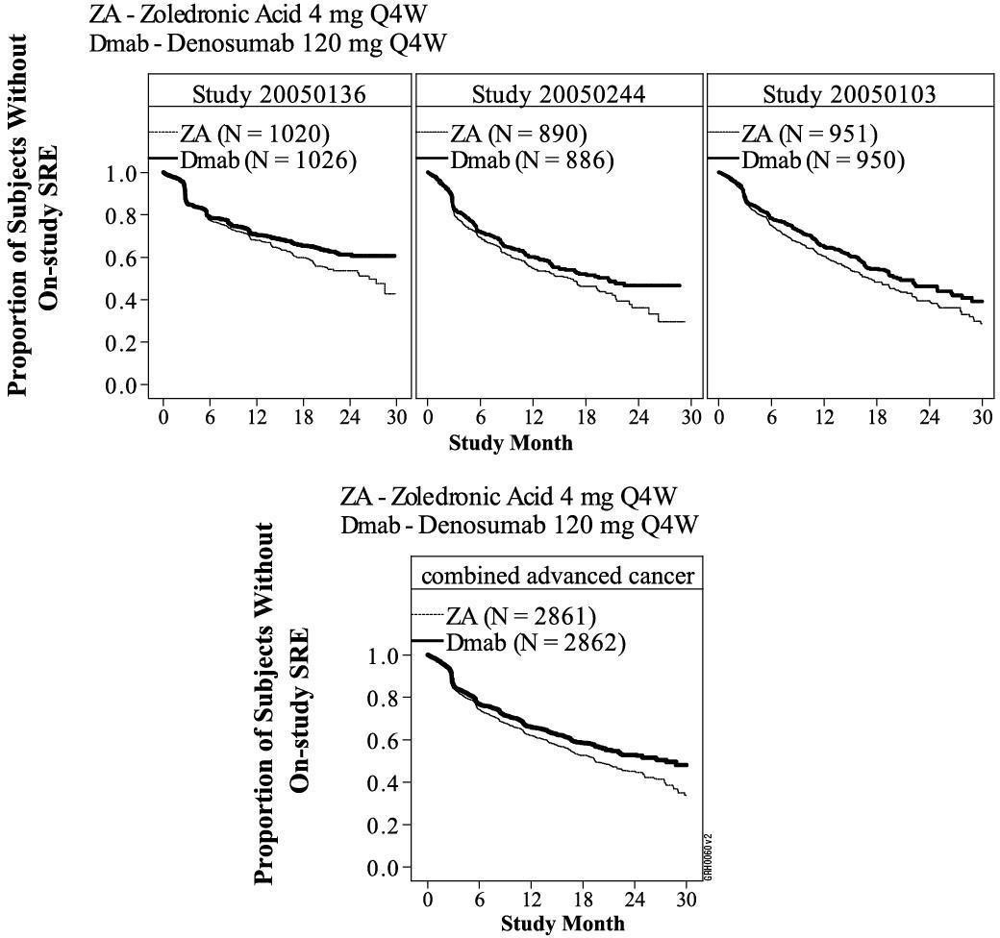 ZA - Zoledronic Acid 4 mg Q4W
Dmab - Denosumab 120 mg Q4W
Proportion of Subjects Without
On-study SRE
Study 20050136
ZA (N = 1020)
Dmab (N = 1026)
Study 20050244
ZA (N = 890)
Dmab (N = 886)
Study 20050103
ZA (N = 951)
Dmab (N = 950)
1.0
0.8
0.6
0.4
0.2
0.0
0 6 12 18 24 30
0 6 12 18 24 30
0 6 12 18 24 30
Study Month
ZA - Zoledronic Acid 4 mg Q4W
Dmab - Denosumab 120 mg Q4W
Proportion of Subjects Without
On-study SRE
combined advanced cancer
ZA (N = 2861)
Dmab (N = 2862)
1.0
0.8
0.6
0.4
0.2
0.0
0 6 12 18 24 30
Study Month
GRH0060v2